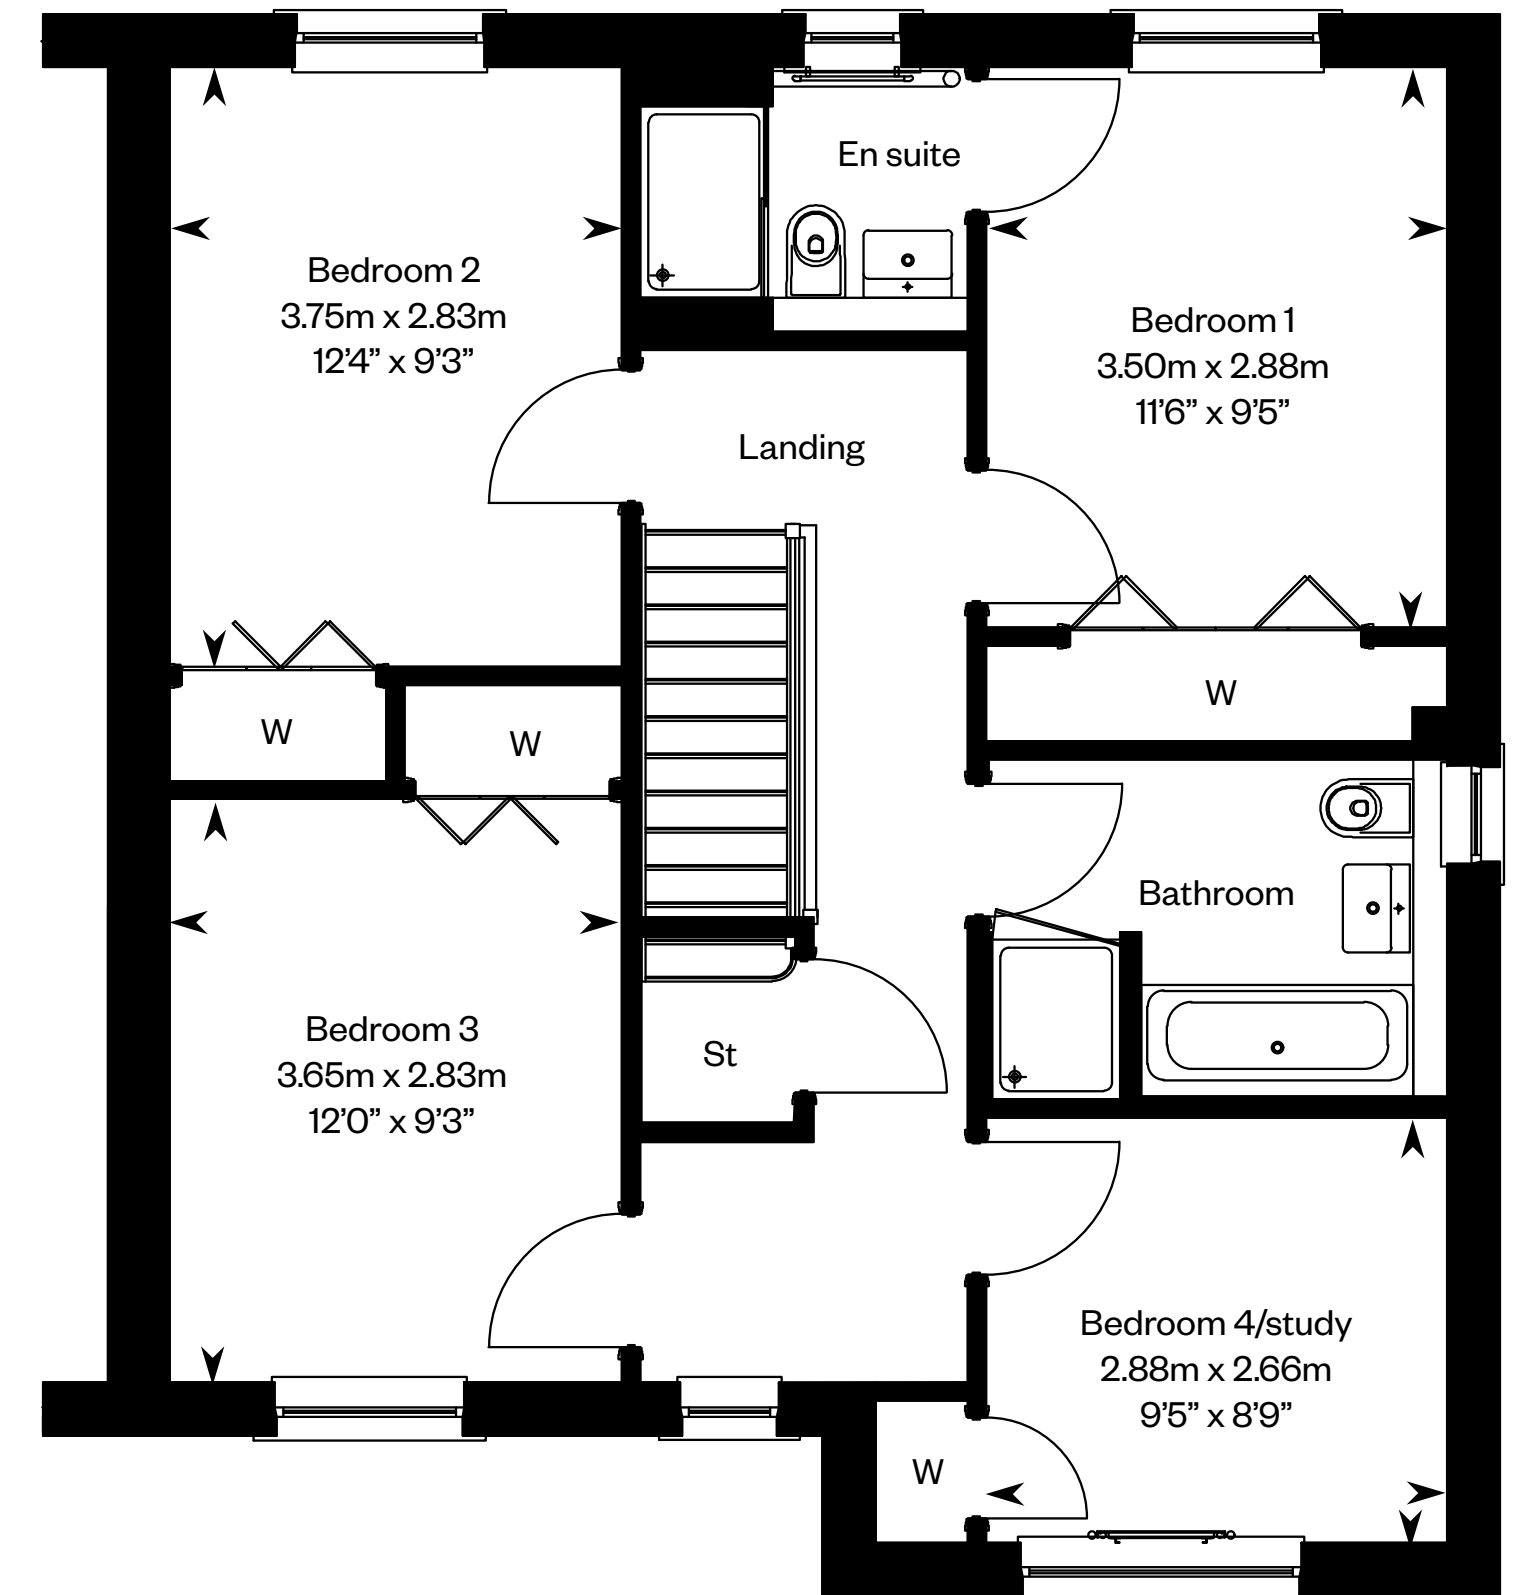 En suite
Bedroom 2
3.75m x 2.83m
12’4” x 9’3”
Bedroom 1
3.50m x 2.88m
11’6” x 9’5”
Landing
W
W
W
Bathroom
Bedroom 3
3.65m x 2.83m
12’0” x 9’3”
St
Bedroom 4/study
2.88m x 2.66m
9’5” x 8’9”
W